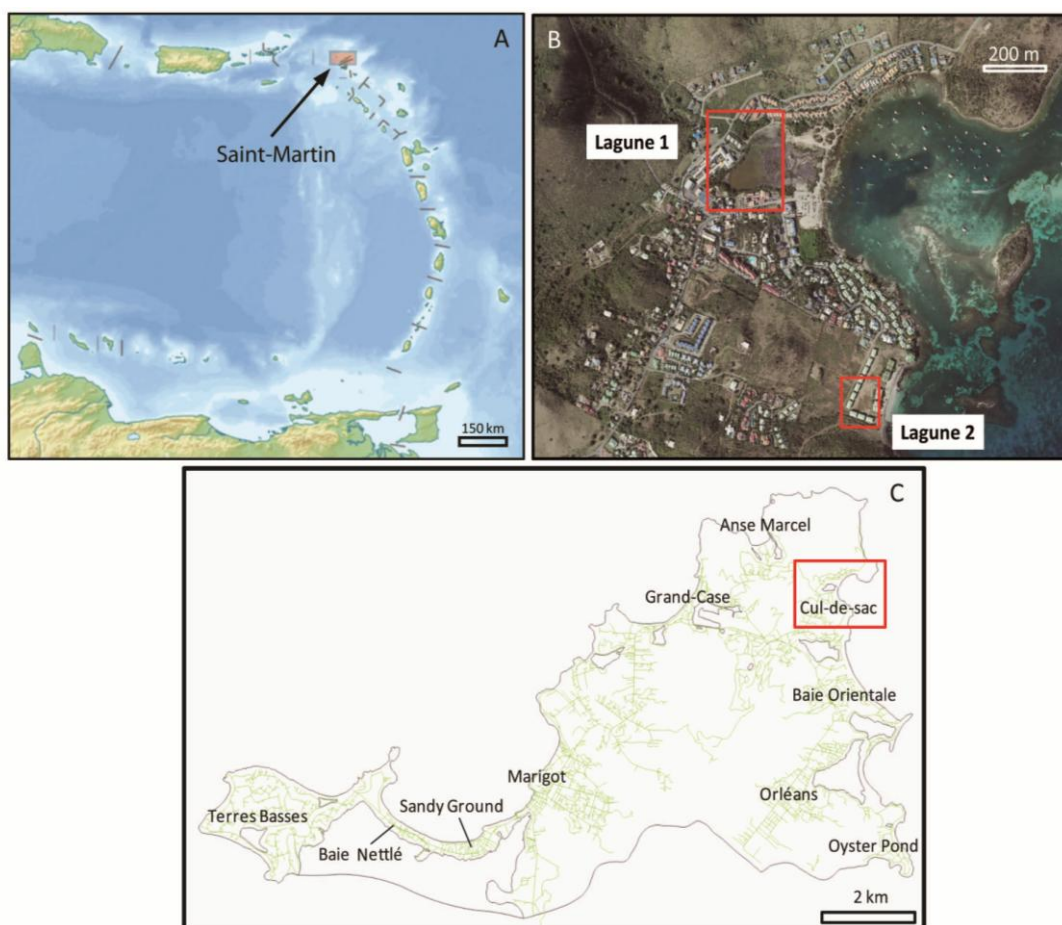 A
Saint-Martin
150 km
B
200 m
Lagune 1
Lagune 2
C
Anse Marcel
Grand-Case
Cul-de-sac
Baie Orientale
Marigot
Sandy Ground
Orléans
Terres Basses
Baie Nettlé
Oyster Pond
2 km